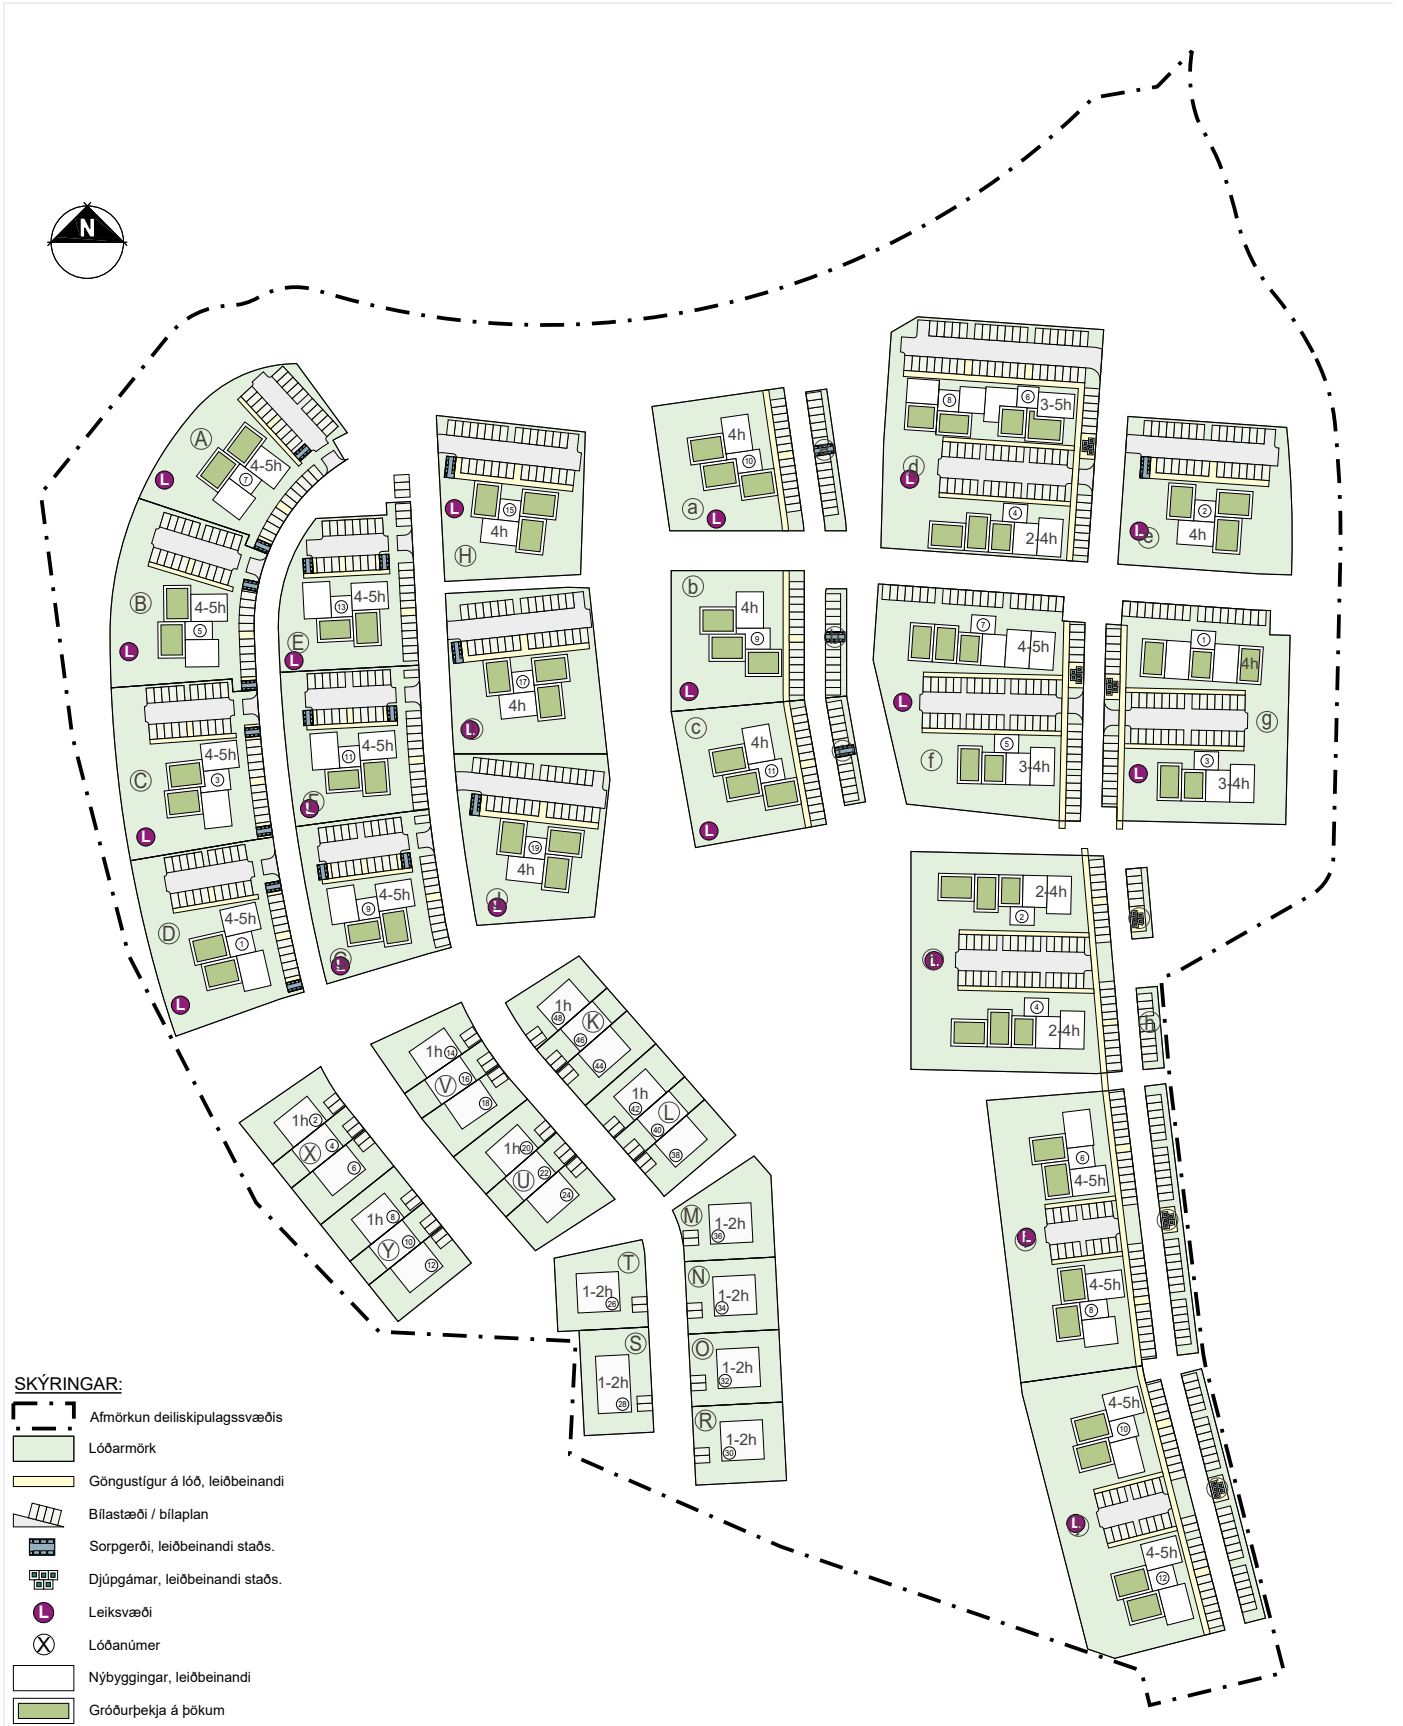 N
A
4-5h
7
L
B
4-5h
5
L
C
4-5h
3
L
D
4-5h
1
L
E
4-5h
13
L
4-5h
11
L
4-5h
9
L
H
4h
15
L
4h
17
L
4h
19
L
a
4h
10
L
b
4h
9
L
c
4h
11
L
d
8
6
3-5h
L
4
2-4h
e
2
4h
L
7
4-5h
L
f
5
3-4h
1
4h
g
3
3-4h
L
2-4h
2
L
4
2-4h
h
6
4-5h
L
4-5h
8
4-5h
10
L
4-5h
12
K
1h
48
46
44
L
1h
42
40
38
V
1h
14
16
18
U
1h
20
22
24
X
1h
2
4
6
Y
1h
8
10
12
M
1-2h
36
N
1-2h
34
O
1-2h
32
R
1-2h
30
T
1-2h
26
S
1-2h
28
SKÝRINGAR:
Afmörkun deiliskipulagssvæðis
Lóðarmörk
Göngustígur á lóð, leiðbeinandi
Bílastæði / bílaplan
Sorpgerði, leiðbeinandi staðs.
Djúpgámar, leiðbeinandi staðs.
L Leiksvæði
X Lóðanúmer
Nýbyggingar, leiðbeinandi
Gróðurþekja á þökum